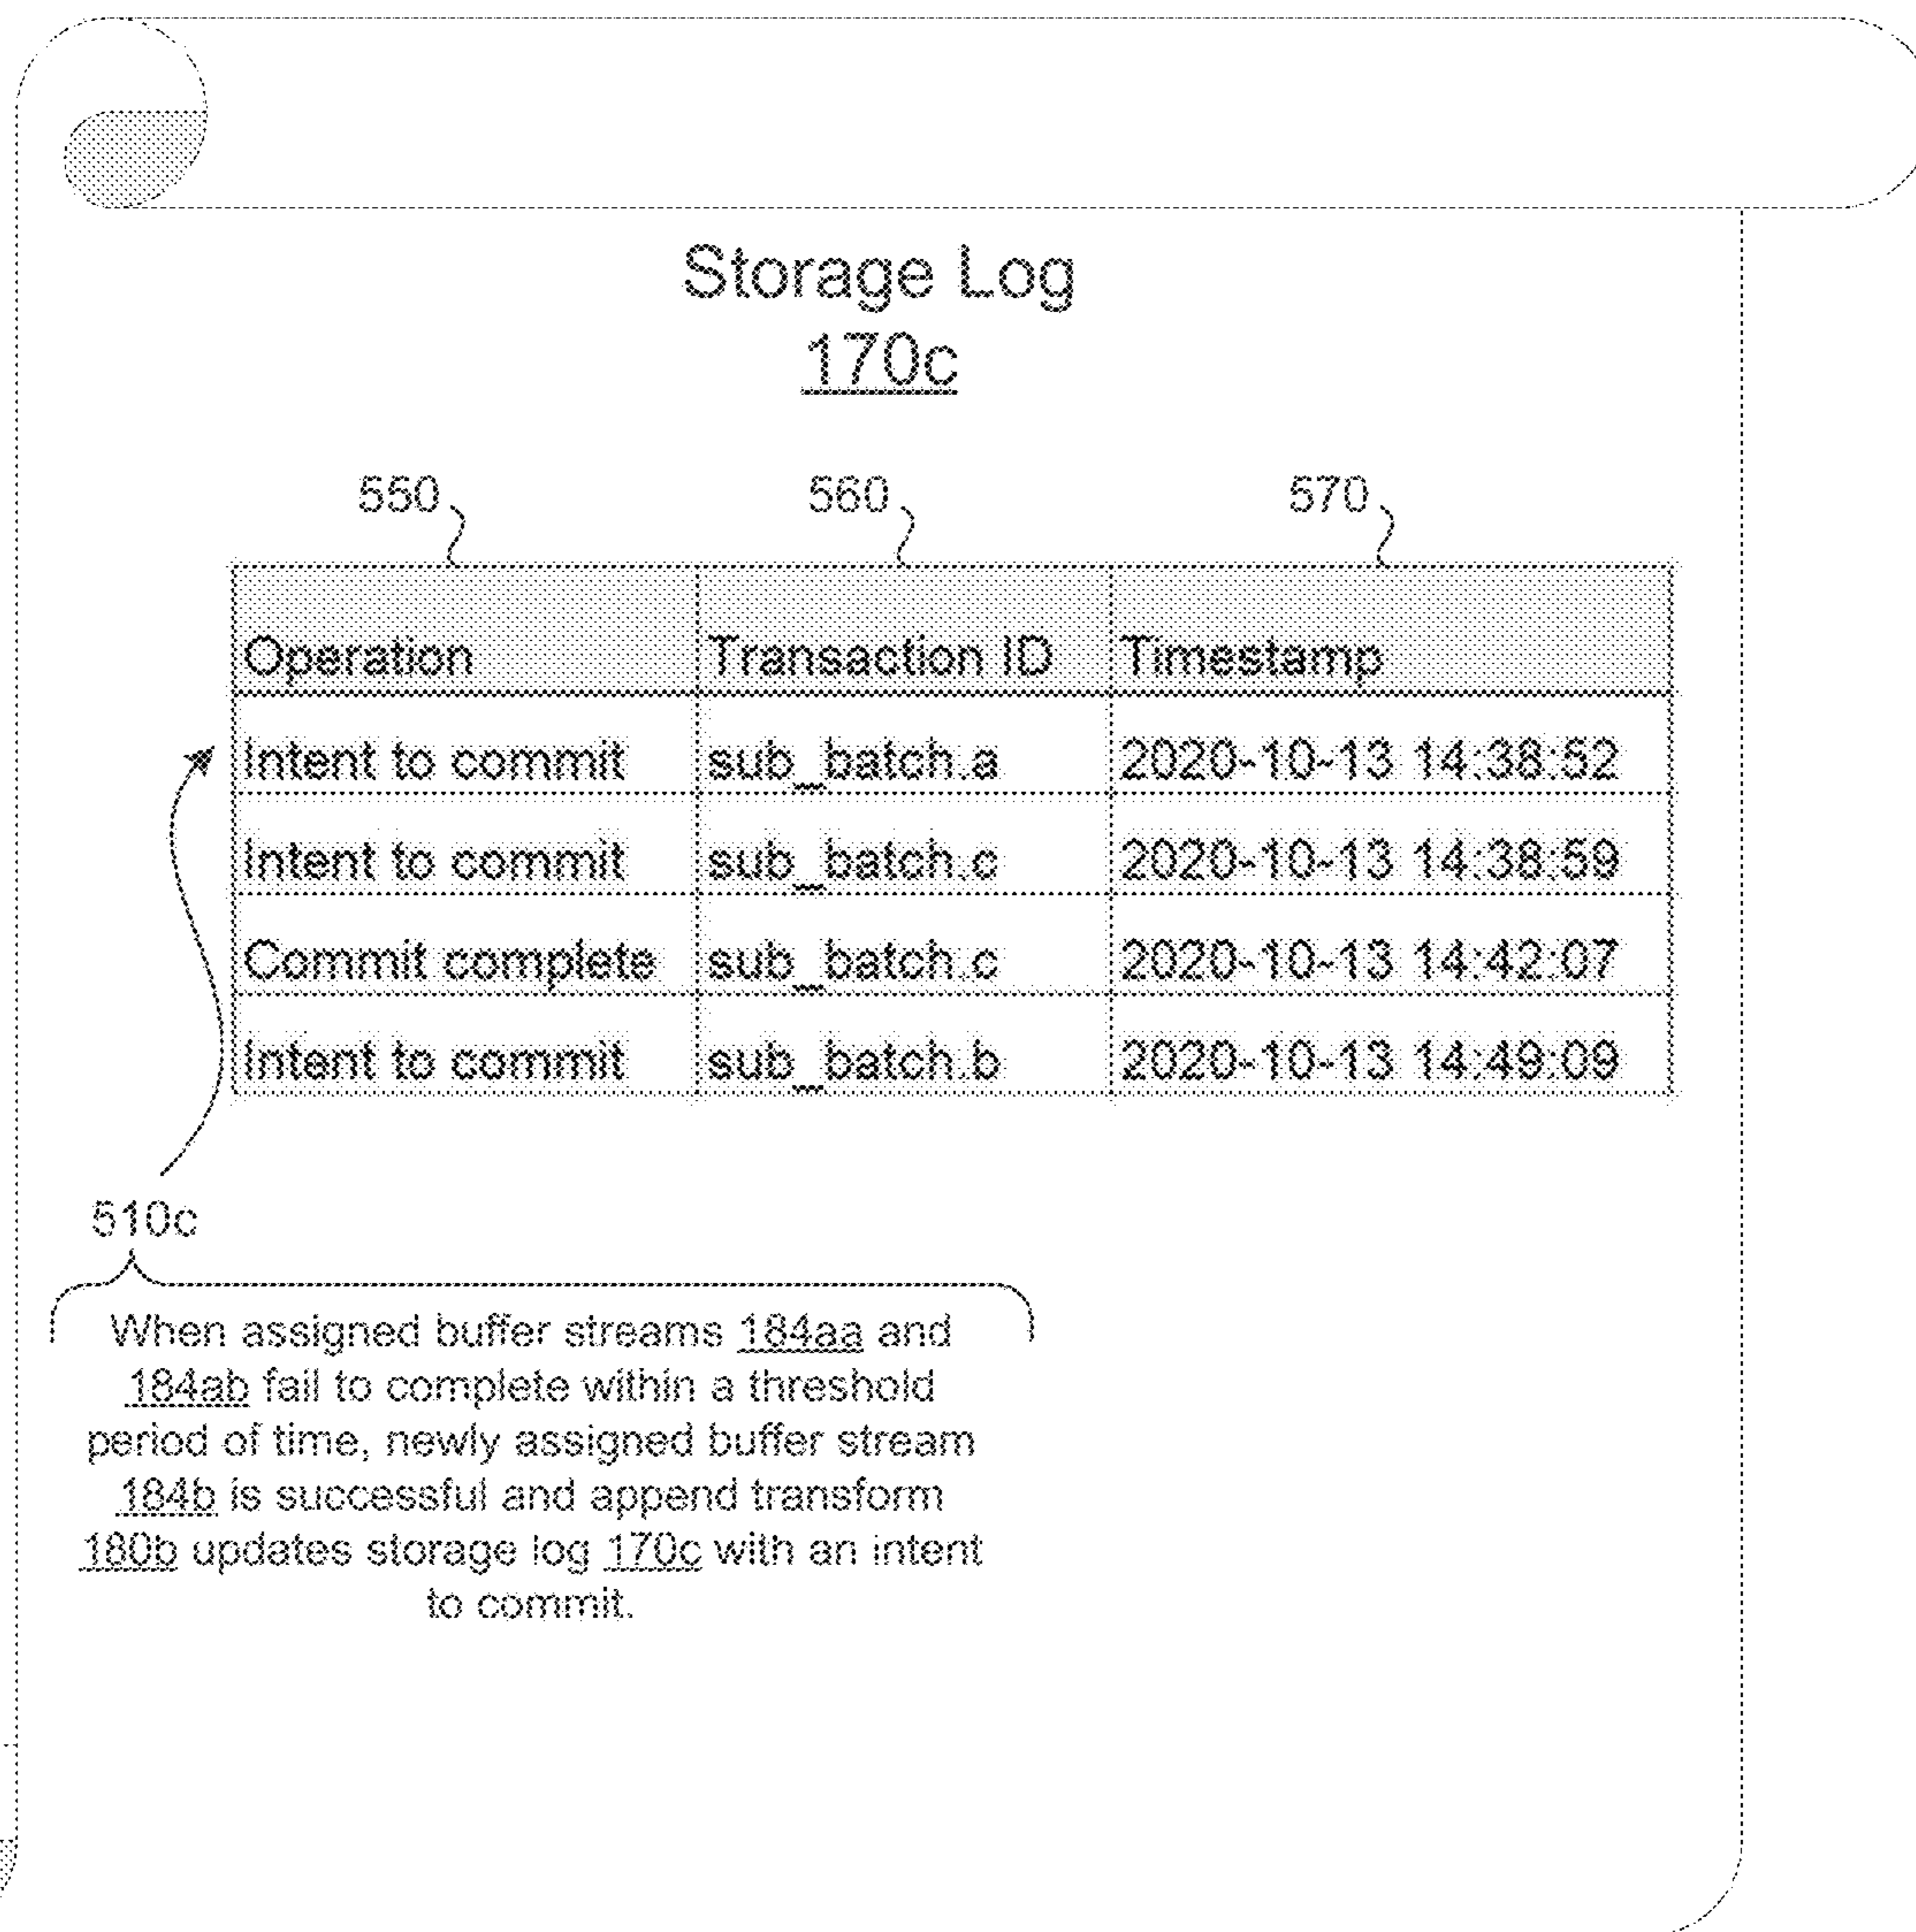 Storage Log
170c
550 560 570
Operation Transaction ID Timestamp
Intent to commit sub_batch.a 2020-10-13 14:38:52
Intent to commit sub_batch.c 2020-10-13 14:38:59
Commit complete sub_batch.c 2020-10-13 14:42:07
Intent to commit sub_batch.b 2020-10-13 14:49:09
510c
When assigned buffer streams 184aa and
184ab fail to complete within a threshold
period of time, newly assigned buffer stream
184b is successful and append transform
180b updates storage log 170c with an intent
to commit.